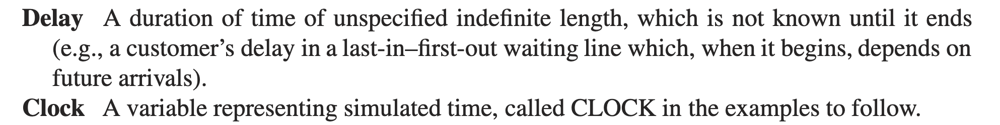 Delay A duration of time of unspecified indefinite length, which is not known until it ends
(e.g., a customer’s delay in a last-in–first-out waiting line which, when it begins, depends on
future arrivals).
Clock A variable representing simulated time, called CLOCK in the examples to follow.